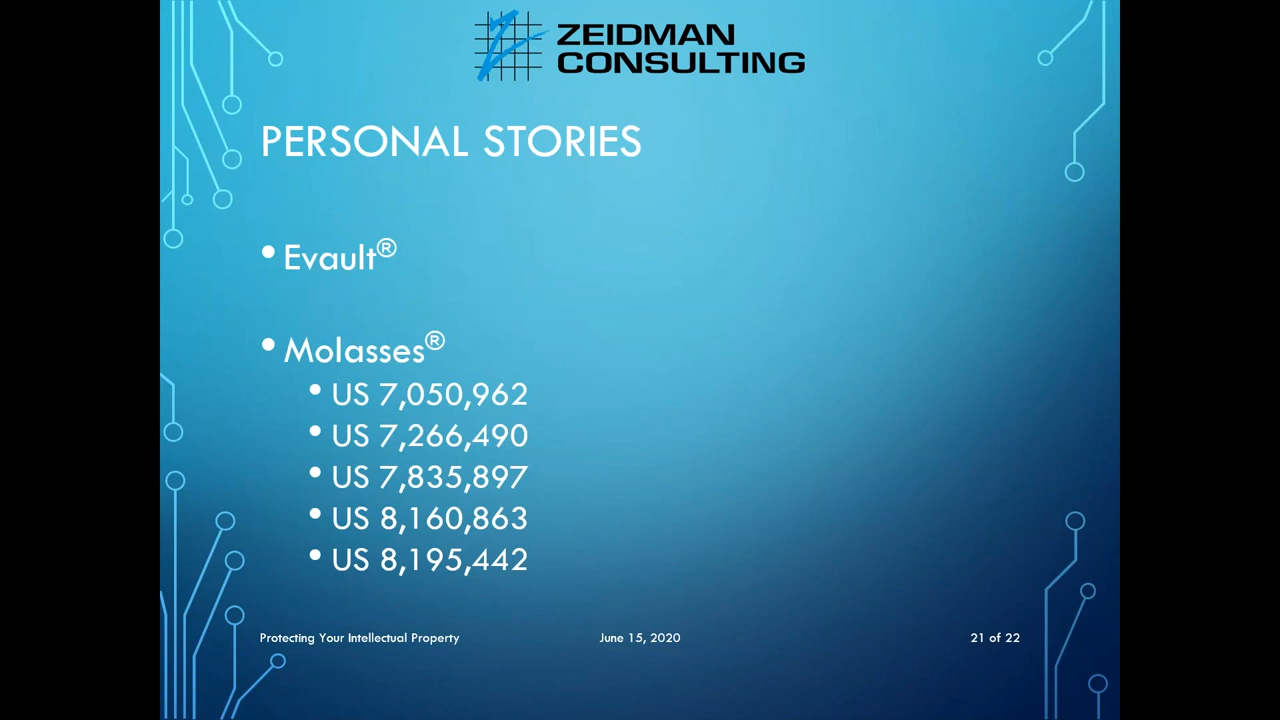 ZEIDMAN
CONSULTING
PERSONAL STORIES
• Evault®
• Molasses®
• US 7,050,962
• US 7,266,490
• US 7,835,897
• US 8,160,863
• US 8,195,442
Protecting Your Intellectual Property June 15, 2020 21 of 22